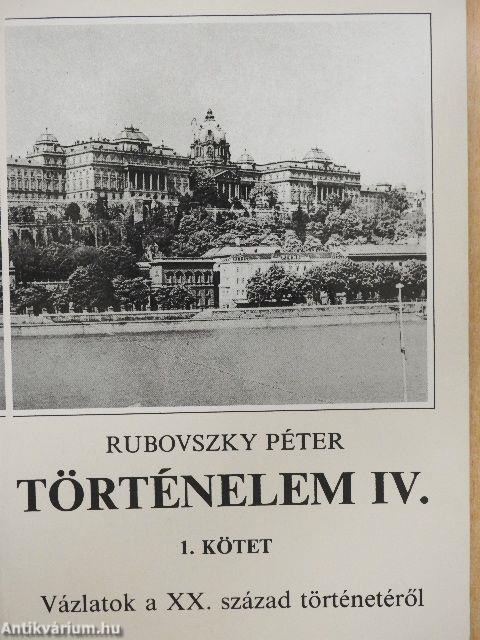 RUBOVSZKY PÉTER
TÖRTÉNELEM IV.
1. KÖTET
Vázlatok a XX. század történetéről
Antikvárium.hu